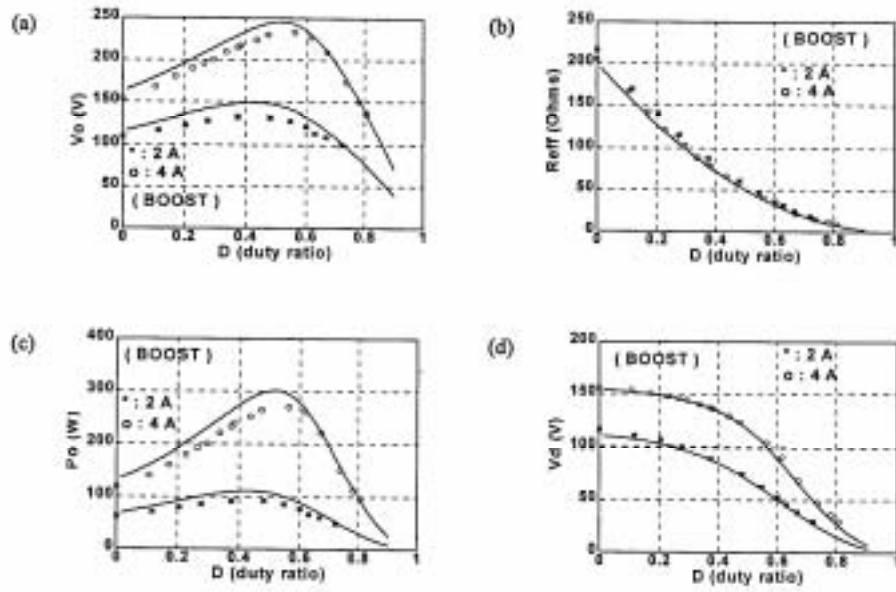 (a)
250
200
150
100
50
0
Vo (V)
* : 2 A
o : 4 A
( BOOST )
0 0.2 0.4 0.6 0.8 1
D (duty ratio)
(b)
250
200
150
100
50
0
Reff (Ohms)
( BOOST )
* : 2 A
o : 4 A
0 0.2 0.4 0.6 0.8 1
D (duty ratio)
(c)
400
300
200
100
0
Po (W)
( BOOST )
* : 2 A
o : 4 A
0 0.2 0.4 0.6 0.8 1
D (duty ratio)
(d)
200
150
100
50
0
Vd (V)
( BOOST )
* : 2 A
o : 4 A
0 0.2 0.4 0.6 0.8 1
D (duty ratio)